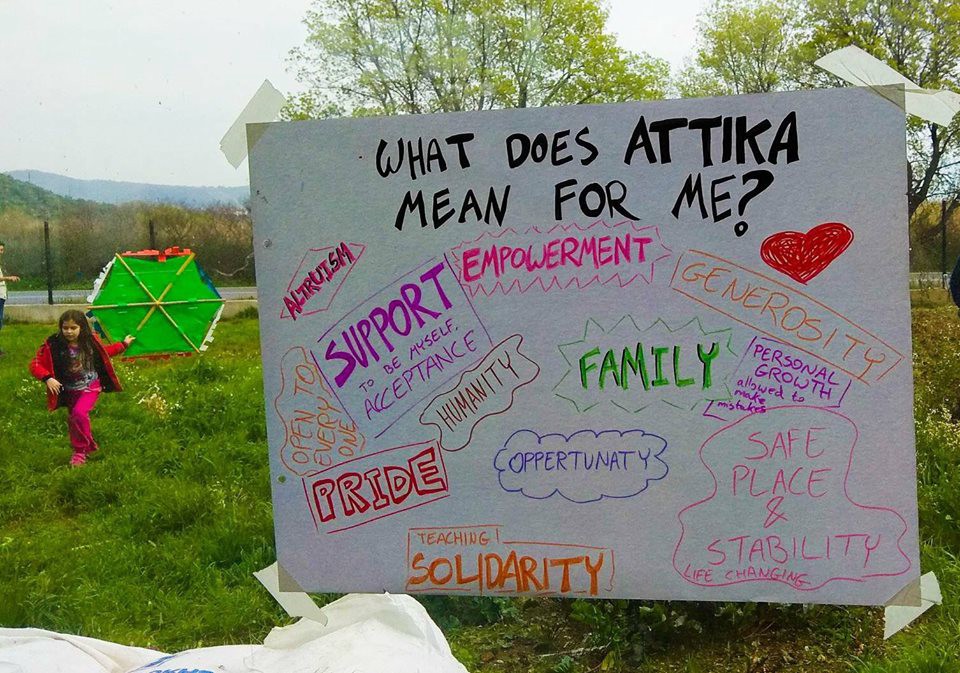 WHAT DOES ATTIKA
MEAN FOR ME?
ALTRUISM
EMPOWERMENT
GENEROSITY
SUPPORT
TO BE MYSELF,
ACCEPTANCE
HUMANITY
FAMILY
PERSONAL
GROWTH
allowed to
make
mistakes
OPEN TO
EVERY
ONE
PRIDE
OPPERTUNATY
SAFE
PLACE
&
STABILITY
LIFE CHANGING
TEACHING
SOLIDARITY